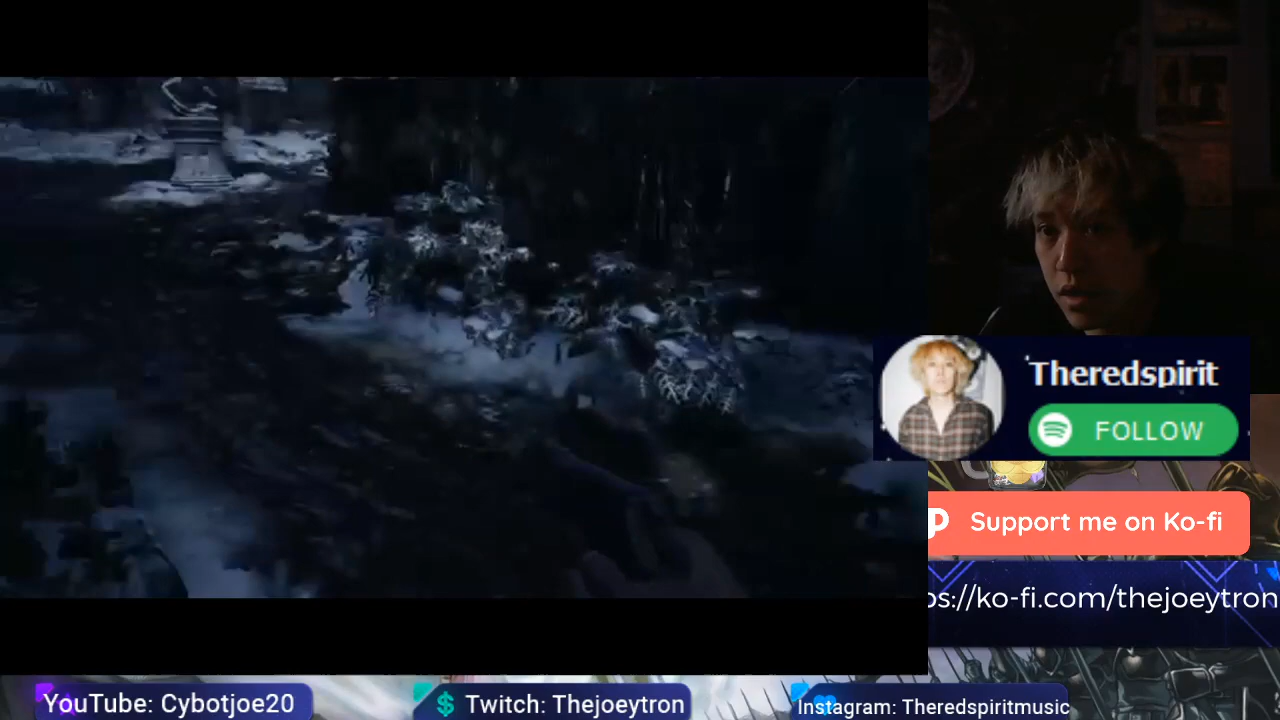 Theredspirit
FOLLOW
Support me on Ko-fi
ps://ko-fi.com/thejoeytron
YouTube: Cybotjoe20
Twitch: Thejoeytron
Instagram: Theredspiritmusic